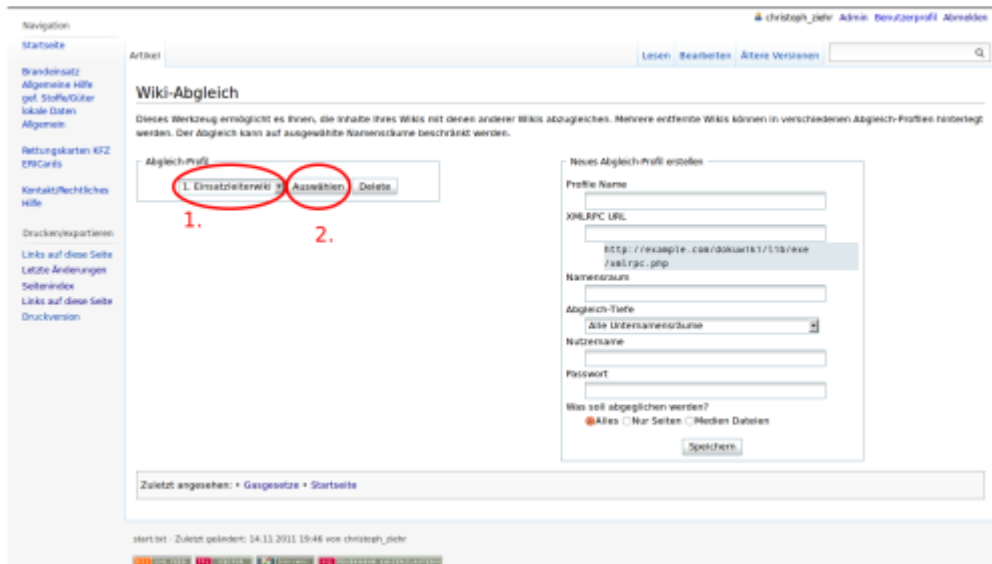 Navigation
Startseite
Brandeinsatz
Allgemeine Hilfe
gef. Stoffe/Güter
lokale Daten
Allgemein
Rettungskarten KFZ
ERICards
Kontakt/Rechtliches
Hilfe
Drucken/exportieren
Links auf diese Seite
Letzte Änderungen
Seitenindex
Links auf diese Seite
Druckversion
christoph_ziehr Admin Benutzerprofil Abmelden
Artikel
Lesen Bearbeiten Ältere Versionen
Wiki-Abgleich
Dieses Werkzeug ermöglicht es Ihnen, die Inhalte Ihres Wikis mit denen anderer Wikis abzugleichen. Mehrere entfernte Wikis können in verschiedenen Abgleich-Profilen hinterlegt
werden. Der Abgleich kann auf ausgewählte Namensräume beschränkt werden.
Abgleich-Profil
1. Einsatzleiterwiki Auswählen Delete
1.
2.
Neues Abgleich-Profil erstellen
Profile Name
XMLRPC URL
http://example.com/dokuwiki/lib/exe
/xmlrpc.php
Namensraum
Abgleich-Tiefe
Alle Unternamensräume
Nutzername
Passwort
Was soll abgeglichen werden?
Alles Nur Seiten Medien Dateien
Speichern
Zuletzt angesehen: • Gasgesetze • Startseite
start.txt · Zuletzt geändert: 14.11.2011 19:46 von christoph_ziehr